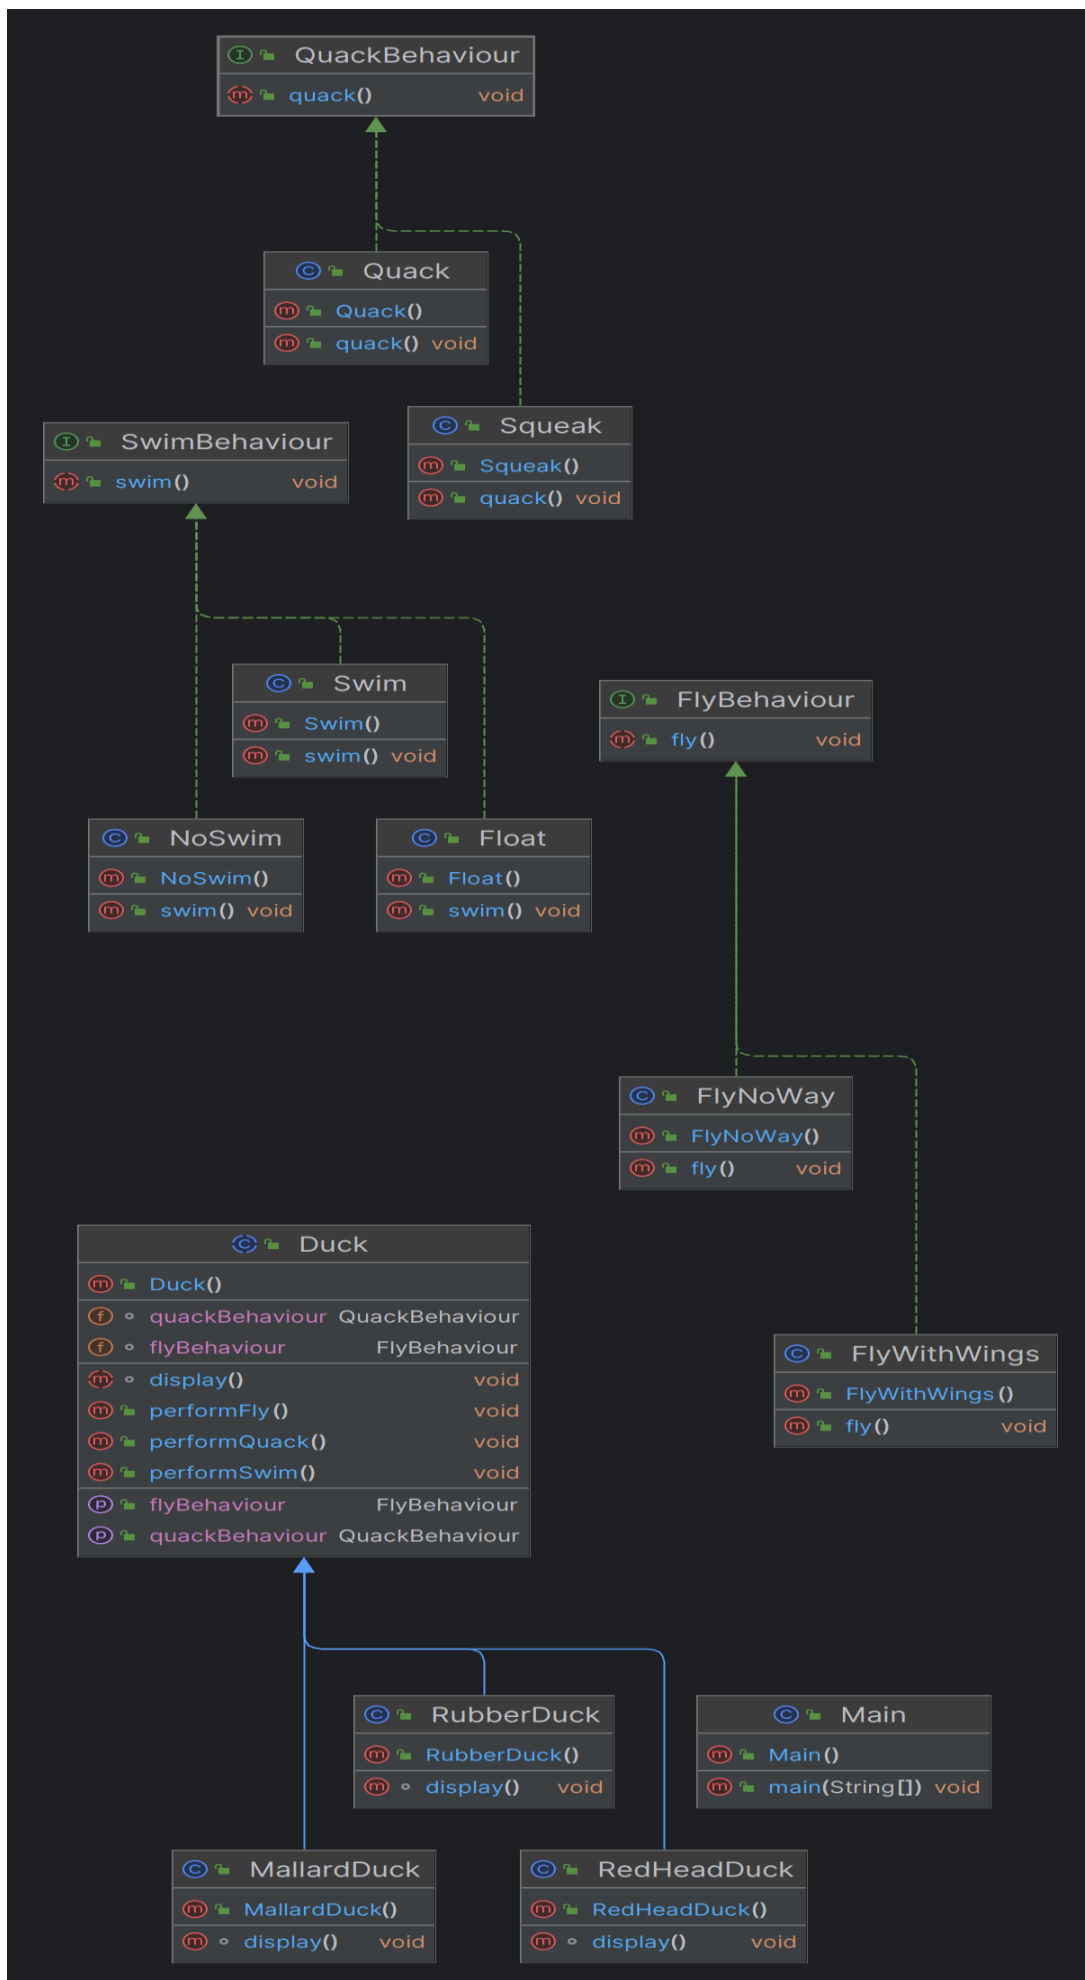 QuackBehaviour
quack() void
Quack
Quack()
quack() void
Squeak
Squeak()
quack() void
SwimBehaviour
swim() void
Swim
Swim()
swim() void
FlyBehaviour
fly() void
NoSwim
NoSwim()
swim() void
Float
Float()
swim() void
FlyNoWay
FlyNoWay()
fly() void
Duck
Duck()
quackBehaviour QuackBehaviour
flyBehaviour FlyBehaviour
display() void
performFly() void
performQuack() void
performSwim() void
flyBehaviour FlyBehaviour
quackBehaviour QuackBehaviour
FlyWithWings
FlyWithWings()
fly() void
RubberDuck
RubberDuck()
display() void
Main
Main()
main(String[]) void
MallardDuck
MallardDuck()
display() void
RedHeadDuck
RedHeadDuck()
display() void